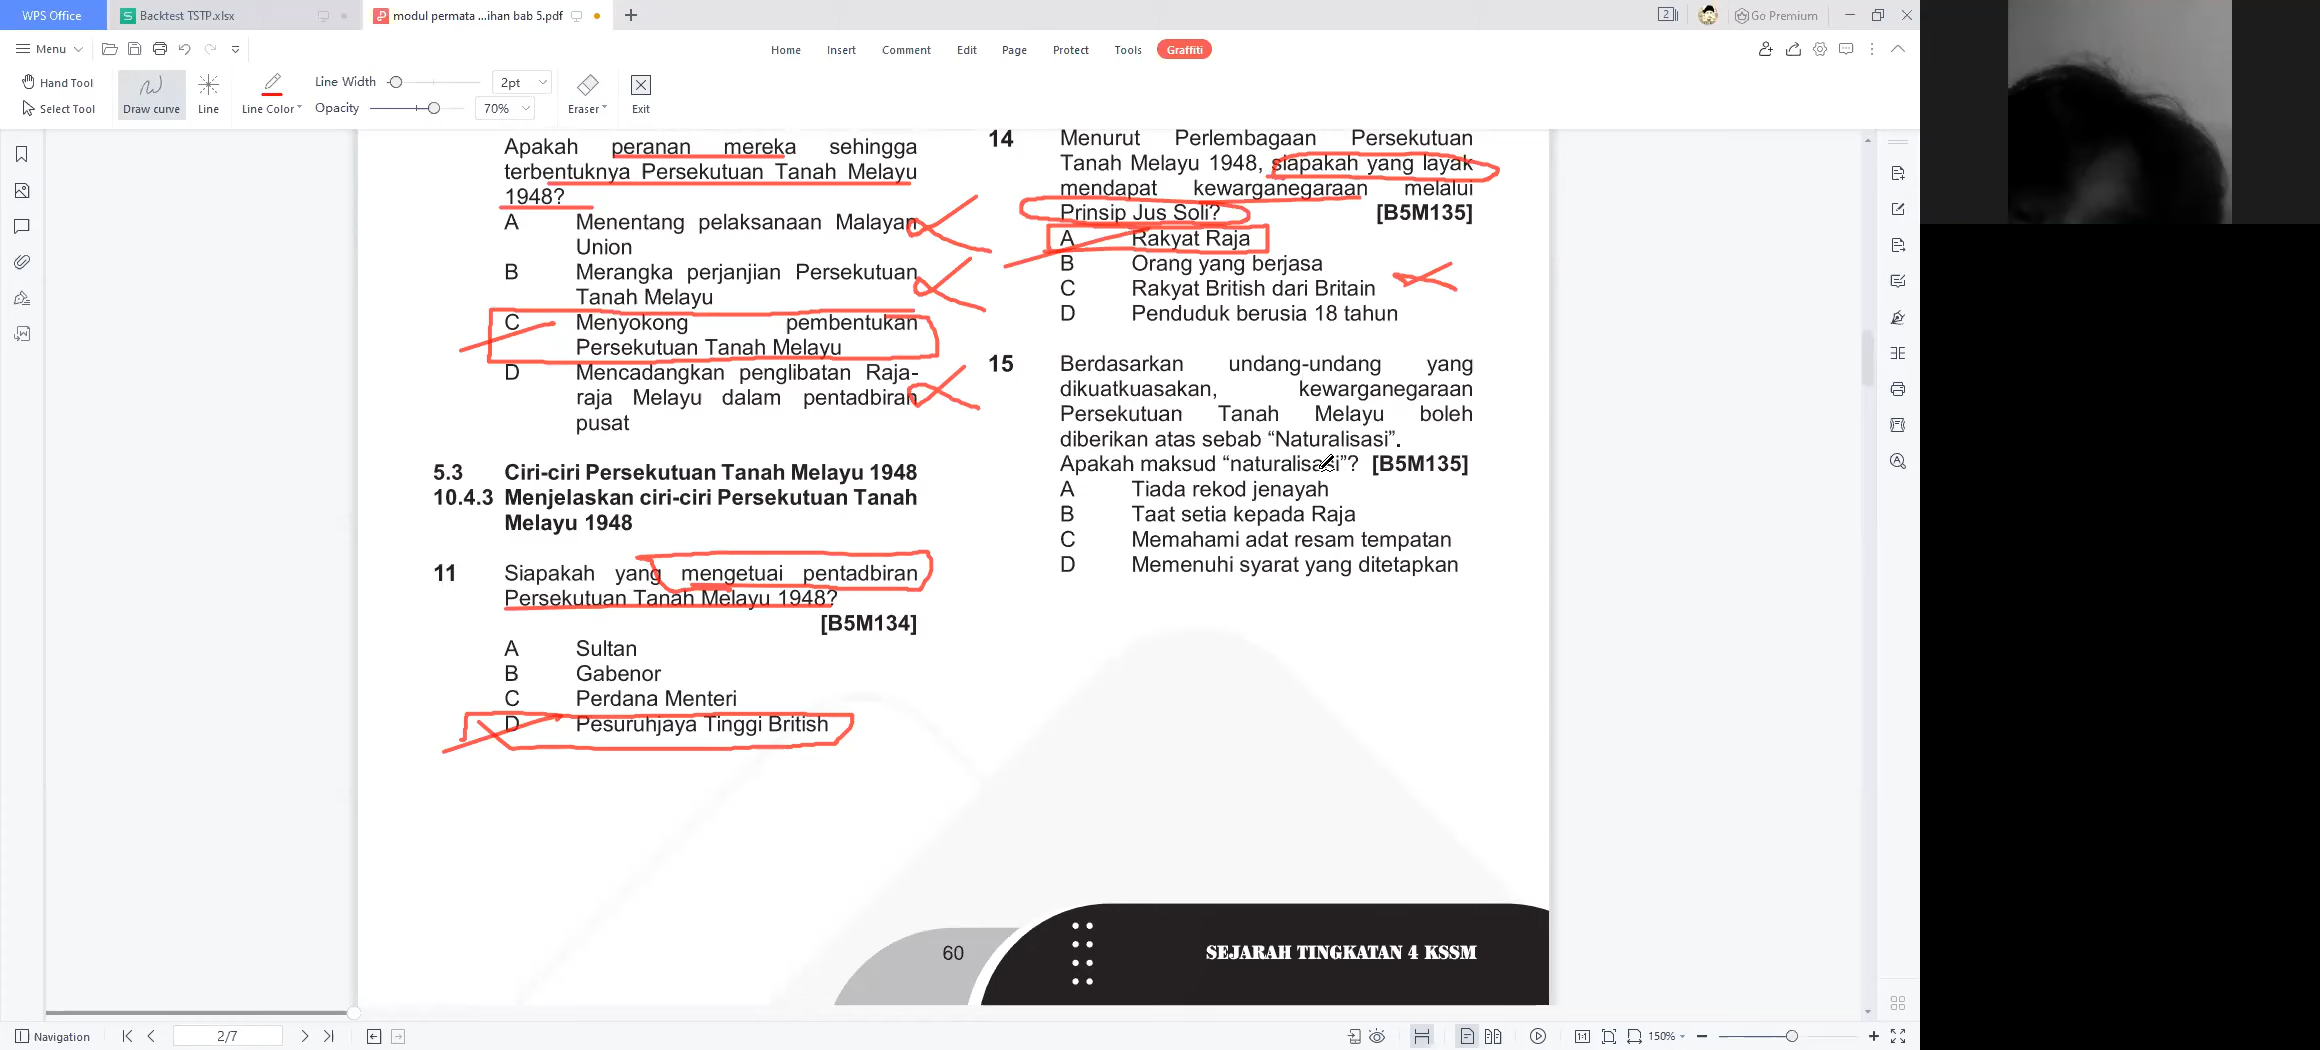 WPS Office
Backtest TSTP.xlsx
modul permata ...ihan bab 5.pdf
2
Go Premium
Menu
Home
Insert
Comment
Edit
Page
Protect
Tools
Graffiti
Hand Tool
Select Tool
Draw curve
Line
Line Color
Line Width
2pt
Opacity
70%
Eraser
Exit
Apakah peranan mereka sehingga
terbentuknya Persekutuan Tanah Melayu
1948?
A Menentang pelaksanaan Malayan
Union
B Merangka perjanjian Persekutuan
Tanah Melayu
C Menyokong pembentukan
Persekutuan Tanah Melayu
D Mencadangkan penglibatan Raja-
raja Melayu dalam pentadbiran
pusat
5.3 Ciri-ciri Persekutuan Tanah Melayu 1948
10.4.3 Menjelaskan ciri-ciri Persekutuan Tanah
Melayu 1948
11 Siapakah yang mengetuai pentadbiran
Persekutuan Tanah Melayu 1948?
[B5M134]
A Sultan
B Gabenor
C Perdana Menteri
D Pesuruhjaya Tinggi British
14 Menurut Perlembagaan Persekutuan
Tanah Melayu 1948, siapakah yang layak
mendapat kewarganegaraan melalui
Prinsip Jus Soli? [B5M135]
A Rakyat Raja
B Orang yang berjasa
C Rakyat British dari Britain
D Penduduk berusia 18 tahun
15 Berdasarkan undang-undang yang
dikuatkuasakan, kewarganegaraan
Persekutuan Tanah Melayu boleh
diberikan atas sebab “Naturalisasi”.
Apakah maksud “naturalisasi”? [B5M135]
A Tiada rekod jenayah
B Taat setia kepada Raja
C Memahami adat resam tempatan
D Memenuhi syarat yang ditetapkan
60
SEJARAH TINGKATAN 4 KSSM
Navigation
2/7
1:1
150%